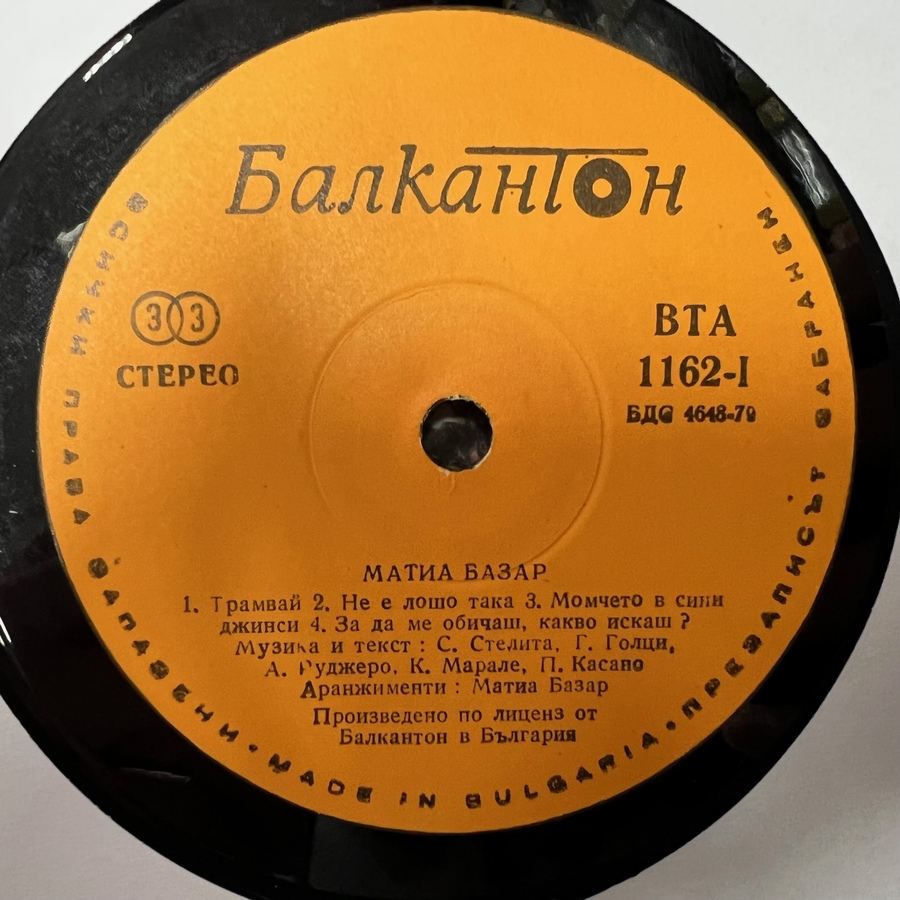 Балкантон
33
СТЕРЕО
ВТА
1162-I
БДС 4648-70
МАТИА БАЗАР
1. Трамвай 2. Не е лошо така 3. Момчето в сини
джинси 4. За да ме обичаш, какво искаш ?
Музика и текст : С. Стелита, Г. Голци,
А. Руджеро, К. Марале, П. Касано
Аранжименти : Матиа Базар
Произведено по лиценз от
Балкантон в България
ВСИЧКИ ПРАВА ЗАПАЗЕНИ • MADE IN BULGARIA • ПРЕЗАПИСЪТ ЗАБРАНЕН